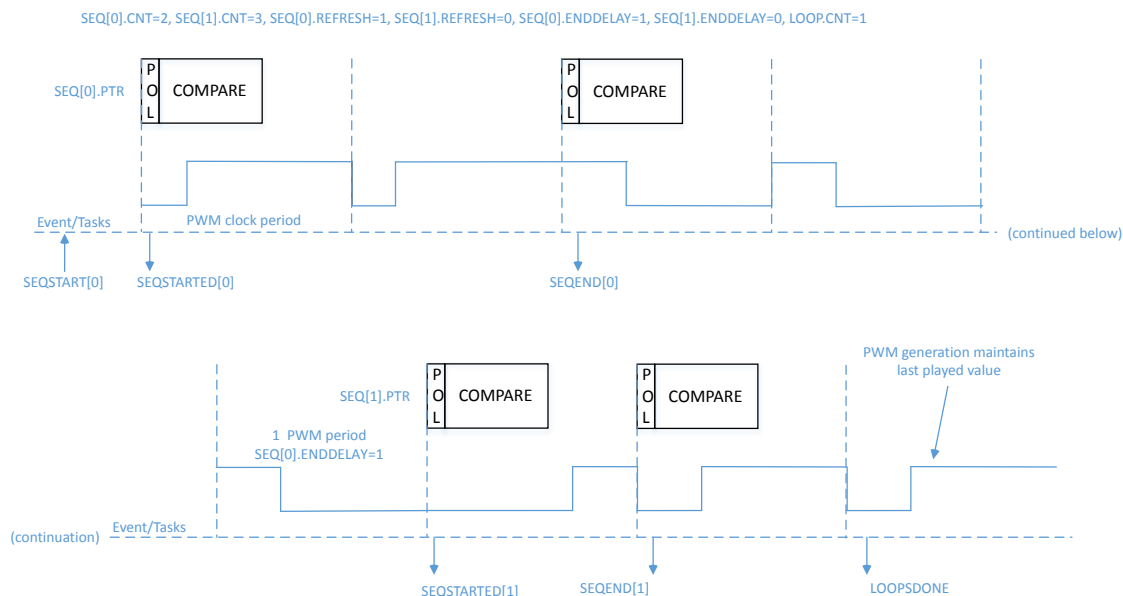 SEQ[0].CNT=2, SEQ[1].CNT=3, SEQ[0].REFRESH=1, SEQ[1].REFRESH=0, SEQ[0].ENDDELAY=1, SEQ[1].ENDDELAY=0, LOOP.CNT=1
SEQ[0].PTR
P
O
L
COMPARE
P
O
L
COMPARE
Event/Tasks
PWM clock period
(continued below)
SEQSTART[0]
SEQSTARTED[0]
SEQEND[0]
PWM generation maintains
last played value
SEQ[1].PTR
P
O
L
COMPARE
P
O
L
COMPARE
1 PWM period
SEQ[0].ENDDELAY=1
(continuation)
Event/Tasks
SEQSTARTED[1]
SEQEND[1]
LOOPSDONE